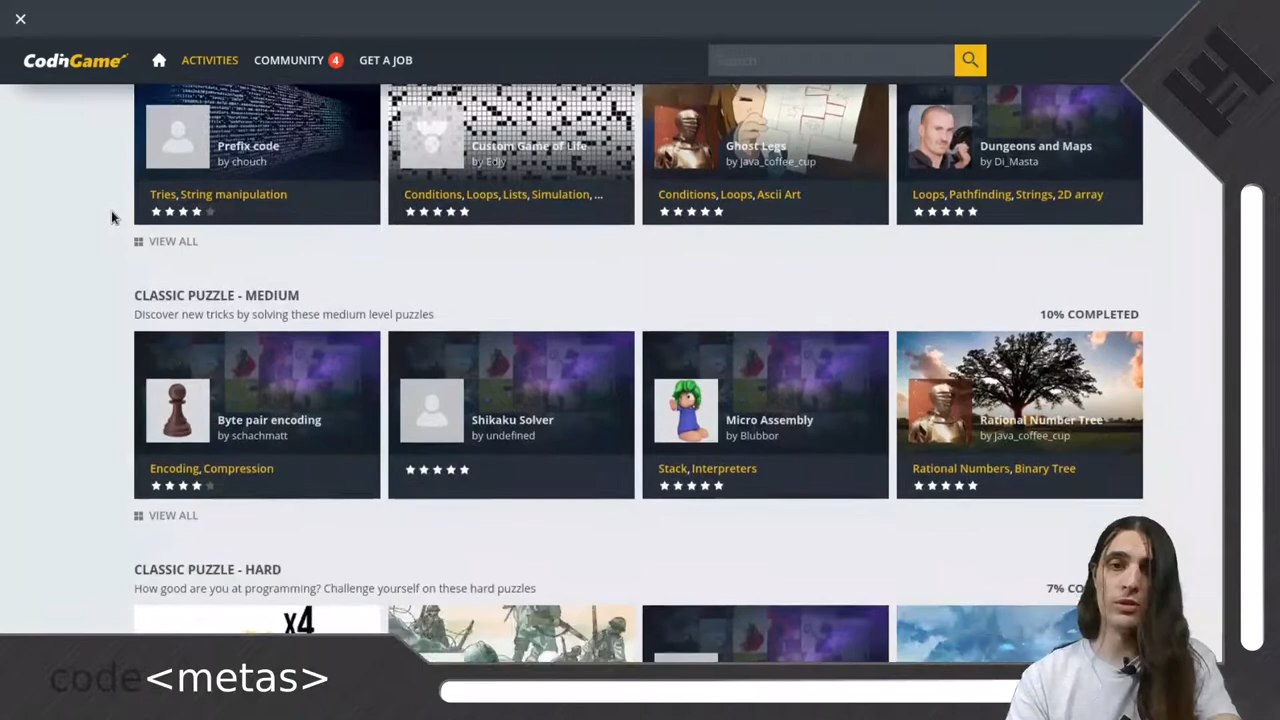 CodinGame
ACTIVITIES
COMMUNITY 4
GET A JOB
Search
Prefix code
by chouch
Tries, String manipulation
Custom Game of Life
by Edjy
Conditions, Loops, Lists, Simulation, ...
Ghost Legs
by java_coffee_cup
Conditions, Loops, Ascii Art
Dungeons and Maps
by Di_Masta
Loops, Pathfinding, Strings, 2D array
VIEW ALL
CLASSIC PUZZLE - MEDIUM
Discover new tricks by solving these medium level puzzles
10% COMPLETED
Byte pair encoding
by schachmatt
Encoding, Compression
Shikaku Solver
by undefined
Micro Assembly
by Blubbor
Stack, Interpreters
Rational Number Tree
by java_coffee_cup
Rational Numbers, Binary Tree
VIEW ALL
CLASSIC PUZZLE - HARD
How good are you at programming? Challenge yourself on these hard puzzles
7% CO
x4
code<metas>